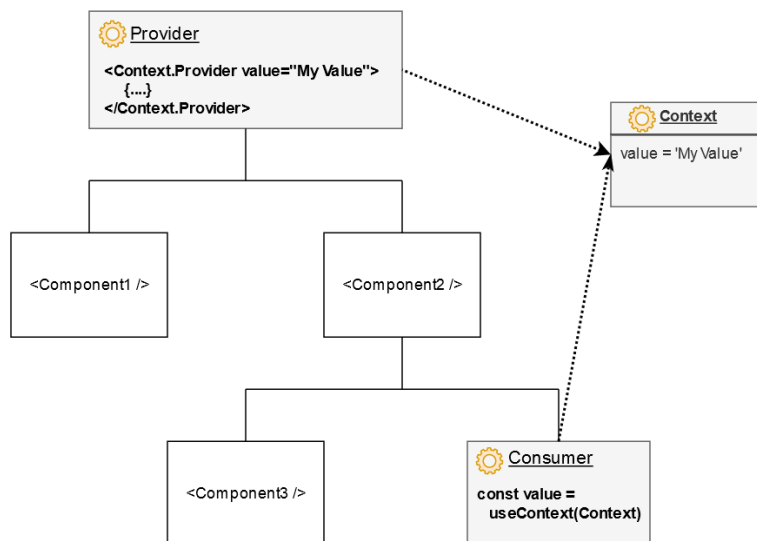 Provider
<Context.Provider value="My Value">
{....}
</Context.Provider>
Context
value = 'My Value'
<Component1 />
<Component2 />
<Component3 />
Consumer
const value =
useContext(Context)